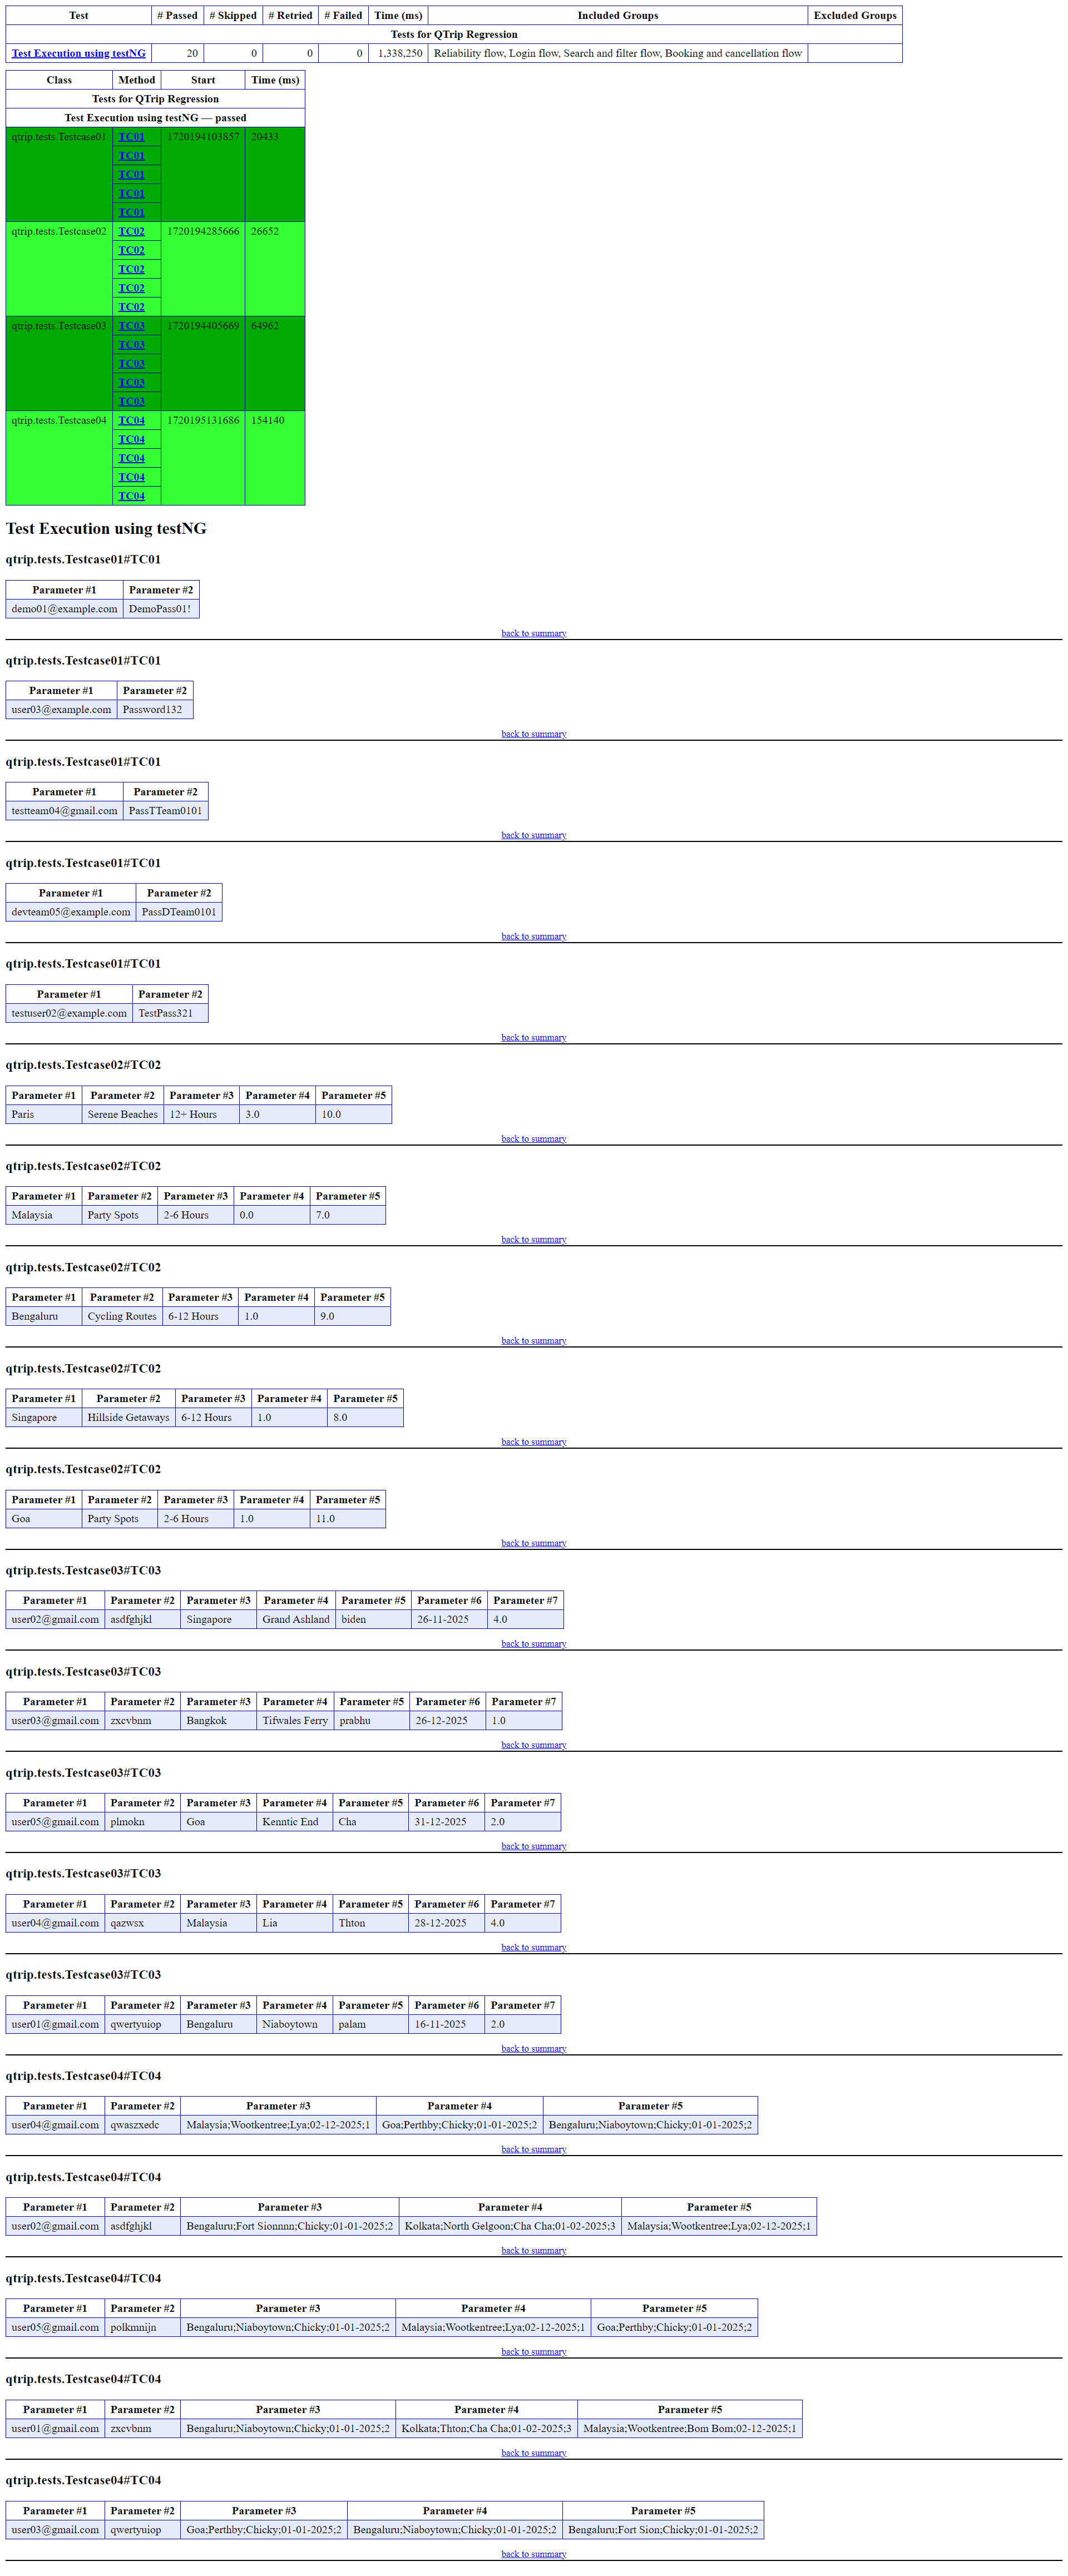 Test # Passed # Skipped # Retried # Failed Time (ms) Included Groups Excluded Groups
Tests for QTrip Regression
Test Execution using testNG 20 0 0 0 1,338,250 Reliability flow, Login flow, Search and filter flow, Booking and cancellation flow
Class Method Start Time (ms)
Tests for QTrip Regression
Test Execution using testNG — passed
qtrip.tests.Testcase01 TC01 1720194103857 20433
TC01
TC01
TC01
TC01
qtrip.tests.Testcase02 TC02 1720194285666 26652
TC02
TC02
TC02
TC02
qtrip.tests.Testcase03 TC03 1720194405669 64962
TC03
TC03
TC03
TC03
qtrip.tests.Testcase04 TC04 1720195131686 154140
TC04
TC04
TC04
TC04
Test Execution using testNG
qtrip.tests.Testcase01#TC01
Parameter #1 Parameter #2
demo01@example.com DemoPass01!
back to summary
qtrip.tests.Testcase01#TC01
Parameter #1 Parameter #2
user03@example.com Password132
back to summary
qtrip.tests.Testcase01#TC01
Parameter #1 Parameter #2
testteam04@gmail.com PassTTeam0101
back to summary
qtrip.tests.Testcase01#TC01
Parameter #1 Parameter #2
devteam05@example.com PassDTeam0101
back to summary
qtrip.tests.Testcase01#TC01
Parameter #1 Parameter #2
testuser02@example.com TestPass321
back to summary
qtrip.tests.Testcase02#TC02
Parameter #1 Parameter #2 Parameter #3 Parameter #4 Parameter #5
Paris Serene Beaches 12+ Hours 3.0 10.0
back to summary
qtrip.tests.Testcase02#TC02
Parameter #1 Parameter #2 Parameter #3 Parameter #4 Parameter #5
Malaysia Party Spots 2-6 Hours 0.0 7.0
back to summary
qtrip.tests.Testcase02#TC02
Parameter #1 Parameter #2 Parameter #3 Parameter #4 Parameter #5
Bengaluru Cycling Routes 6-12 Hours 1.0 9.0
back to summary
qtrip.tests.Testcase02#TC02
Parameter #1 Parameter #2 Parameter #3 Parameter #4 Parameter #5
Singapore Hillside Getaways 6-12 Hours 1.0 8.0
back to summary
qtrip.tests.Testcase02#TC02
Parameter #1 Parameter #2 Parameter #3 Parameter #4 Parameter #5
Goa Party Spots 2-6 Hours 1.0 11.0
back to summary
qtrip.tests.Testcase03#TC03
Parameter #1 Parameter #2 Parameter #3 Parameter #4 Parameter #5 Parameter #6 Parameter #7
user02@gmail.com asdfghjkl Singapore Grand Ashland biden 26-11-2025 4.0
back to summary
qtrip.tests.Testcase03#TC03
Parameter #1 Parameter #2 Parameter #3 Parameter #4 Parameter #5 Parameter #6 Parameter #7
user03@gmail.com zxcvbnm Bangkok Tifwales Ferry prabhu 26-12-2025 1.0
back to summary
qtrip.tests.Testcase03#TC03
Parameter #1 Parameter #2 Parameter #3 Parameter #4 Parameter #5 Parameter #6 Parameter #7
user05@gmail.com plmokn Goa Kenntic End Cha 31-12-2025 2.0
back to summary
qtrip.tests.Testcase03#TC03
Parameter #1 Parameter #2 Parameter #3 Parameter #4 Parameter #5 Parameter #6 Parameter #7
user04@gmail.com qazwsx Malaysia Lia Thton 28-12-2025 4.0
back to summary
qtrip.tests.Testcase03#TC03
Parameter #1 Parameter #2 Parameter #3 Parameter #4 Parameter #5 Parameter #6 Parameter #7
user01@gmail.com qwertyuiop Bengaluru Niaboytown palam 16-11-2025 2.0
back to summary
qtrip.tests.Testcase04#TC04
Parameter #1 Parameter #2 Parameter #3 Parameter #4 Parameter #5
user04@gmail.com qwaszxedc Malaysia;Wootkentree;Lya;02-12-2025;1 Goa;Perthby;Chicky;01-01-2025;2 Bengaluru;Niaboytown;Chicky;01-01-2025;2
back to summary
qtrip.tests.Testcase04#TC04
Parameter #1 Parameter #2 Parameter #3 Parameter #4 Parameter #5
user02@gmail.com asdfghjkl Bengaluru;Fort Sionnnn;Chicky;01-01-2025;2 Kolkata;North Gelgoon;Cha Cha;01-02-2025;3 Malaysia;Wootkentree;Lya;02-12-2025;1
back to summary
qtrip.tests.Testcase04#TC04
Parameter #1 Parameter #2 Parameter #3 Parameter #4 Parameter #5
user05@gmail.com polkmnijn Bengaluru;Niaboytown;Chicky;01-01-2025;2 Malaysia;Wootkentree;Lya;02-12-2025;1 Goa;Perthby;Chicky;01-01-2025;2
back to summary
qtrip.tests.Testcase04#TC04
Parameter #1 Parameter #2 Parameter #3 Parameter #4 Parameter #5
user01@gmail.com zxcvbnm Bengaluru;Niaboytown;Chicky;01-01-2025;2 Kolkata;Thton;Cha Cha;01-02-2025;3 Malaysia;Wootkentree;Bom Bom;02-12-2025;1
back to summary
qtrip.tests.Testcase04#TC04
Parameter #1 Parameter #2 Parameter #3 Parameter #4 Parameter #5
user03@gmail.com qwertyuiop Goa;Perthby;Chicky;01-01-2025;2 Bengaluru;Niaboytown;Chicky;01-01-2025;2 Bengaluru;Fort Sion;Chicky;01-01-2025;2
back to summary